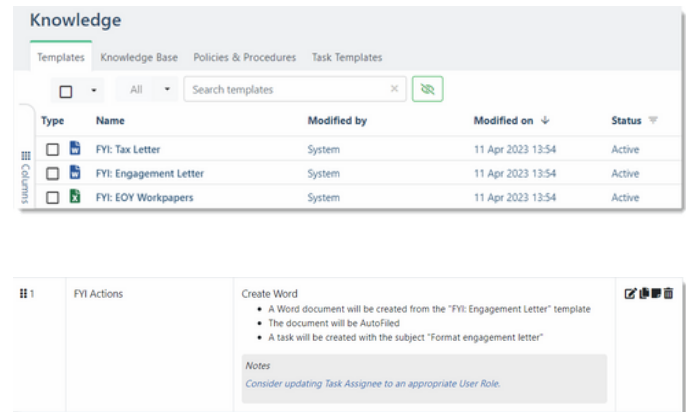 Knowledge
Templates Knowledge Base Policies & Procedures Task Templates
All Search templates
Type Name Modified by Modified on Status
FYI: Tax Letter System 11 Apr 2023 13:54 Active
FYI: Engagement Letter System 11 Apr 2023 13:54 Active
FYI: EOY Workpapers System 11 Apr 2023 13:54 Active
Columns
1 FYI Actions Create Word
A Word document will be created from the "FYI: Engagement Letter" template
The document will be AutoFiled
A task will be created with the subject "Format engagement letter"
Notes
Consider updating Task Assignee to an appropriate User Role.